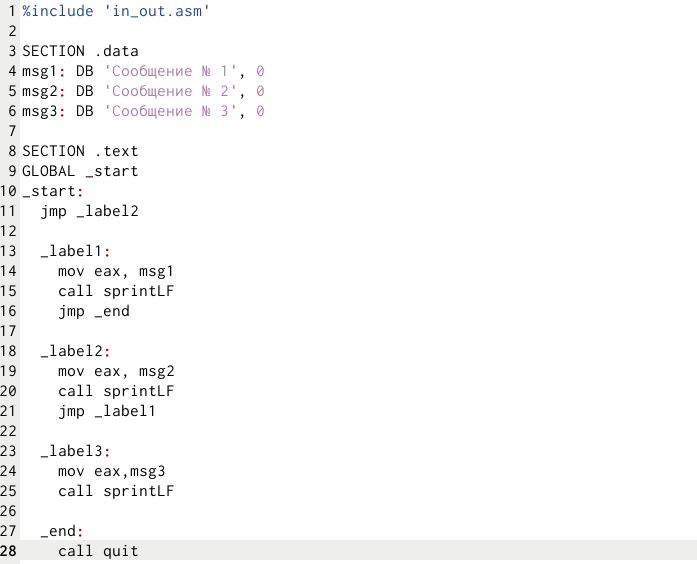 1 %include 'in_out.asm'
2
3 SECTION .data
4 msg1: DB 'Сообщение № 1', 0
5 msg2: DB 'Сообщение № 2', 0
6 msg3: DB 'Сообщение № 3', 0
7
8 SECTION .text
9 GLOBAL _start
10 _start:
11   jmp _label2
12
13   _label1:
14     mov eax, msg1
15     call sprintLF
16     jmp _end
17
18   _label2:
19     mov eax, msg2
20     call sprintLF
21     jmp _label1
22
23   _label3:
24     mov eax,msg3
25     call sprintLF
26
27   _end:
28     call quit